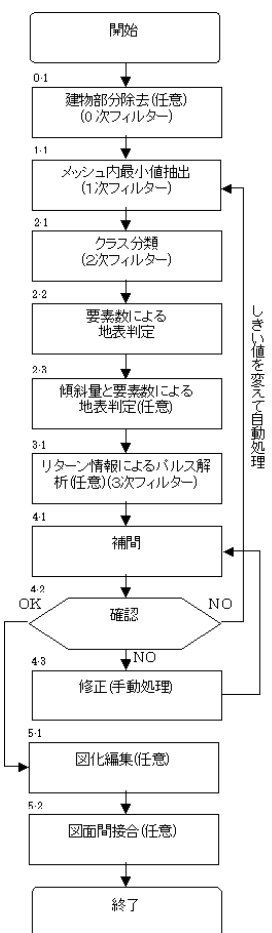 開始
0·1
建物部分除去(任意)
(0次フィルター)
1·1
メッシュ内最小値抽出
(1次フィルター)
2·1
クラス分類
(2次フィルター)
2·2
要素数による
地表判定
2·3
傾斜量と要素数による
地表判定(任意)
3·1
リターン情報によるパルス解
析(任意)(3次フィルター)
4·1
補間
4·2
OK
確認
NO
しきい値を変えて自動処理
NO
4·3
修正(手動処理)
5·1
図化編集(任意)
5·2
図面間接合(任意)
終了